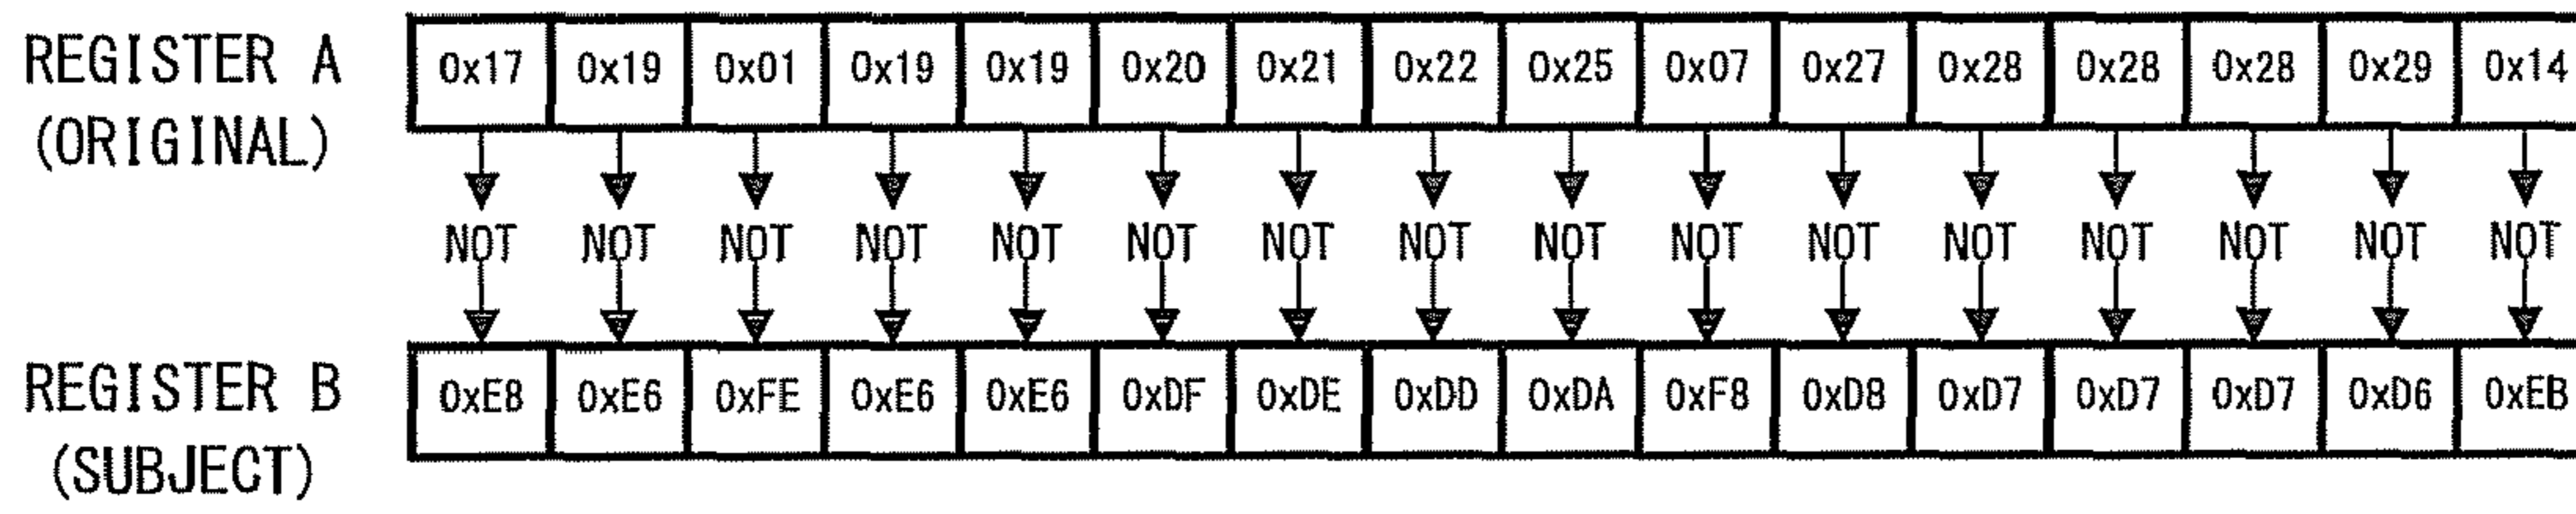 REGISTER A 0x17 0x19 0x01 0x19 0x19 0x20 0x21 0x22 0x25 0x07 0x27 0x28 0x28 0x28 0x29 0x14
(ORIGINAL)
NOT NOT NOT NOT NOT NOT NOT NOT NOT NOT NOT NOT NOT NOT NOT NOT
REGISTER B 0xE8 0xE6 0xFE 0xE6 0xE6 0xDF 0xDE 0xDD 0xDA 0xF8 0xD8 0xD7 0xD7 0xD7 0xD6 0xEB
(SUBJECT)